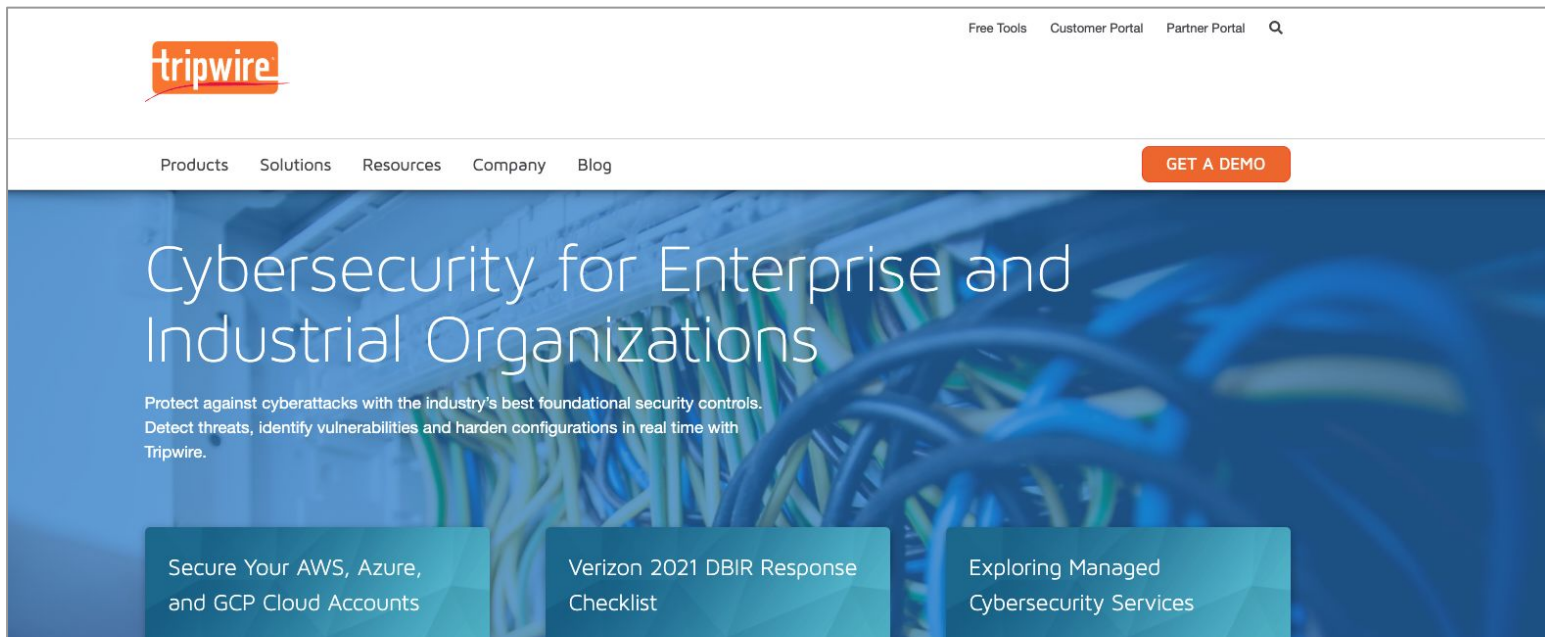 Free Tools Customer Portal Partner Portal
tripwire
Products Solutions Resources Company Blog GET A DEMO
Cybersecurity for Enterprise and
Industrial Organizations
Protect against cyberattacks with the industry's best foundational security controls.
Detect threats, identify vulnerabilities and harden configurations in real time with
Tripwire.
Secure Your AWS, Azure,
and GCP Cloud Accounts
Verizon 2021 DBIR Response
Checklist
Exploring Managed
Cybersecurity Services